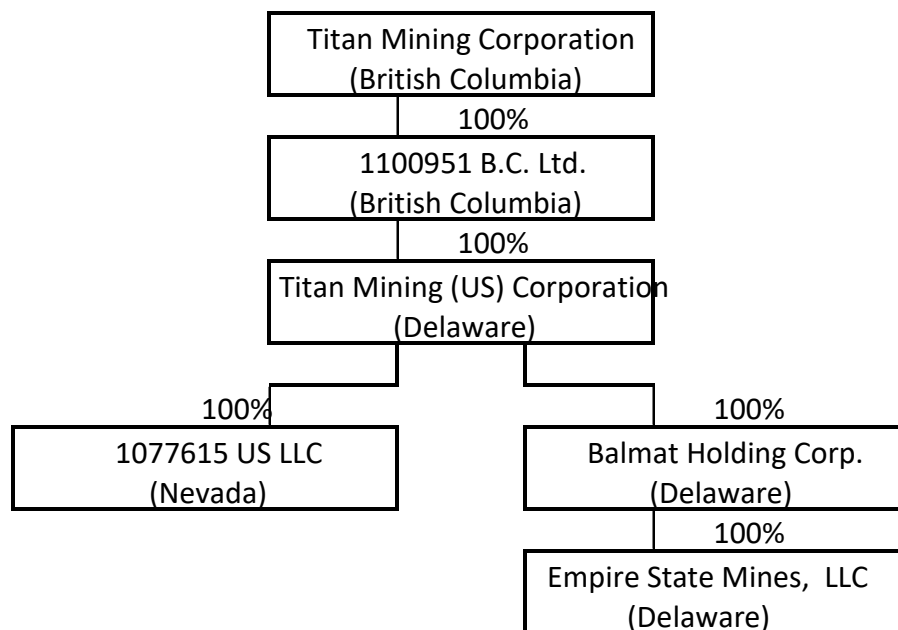 Titan Mining Corporation
(British Columbia)
100%
1100951 B.C. Ltd.
(British Columbia)
100%
Titan Mining (US) Corporation
(Delaware)
100%
100%
1077615 US LLC
(Nevada)
Balmat Holding Corp.
(Delaware)
100%
Empire State Mines, LLC
(Delaware)